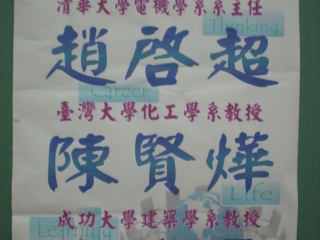 清華大學電機學系系主任
Thinking
趙啓超
Career
臺灣大學化工學系教授
陳賢燁
Life
成功大學建築學系教授
Learning